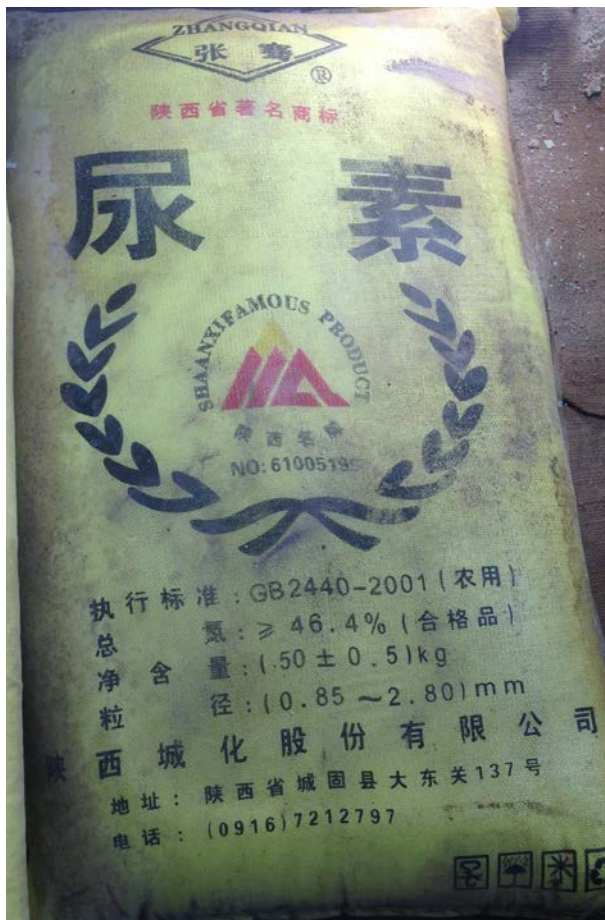 ZHANGQIAN
张骞
®
陕西省著名商标
尿素
SHAANXI FAMOUS PRODUCT
陕西名牌
NO:61005195
执行标准:GB2440-2001(农用)
总氮:≥46.4%(合格品)
净含量:(50±0.5)kg
粒径:(0.85～2.80)mm
陕西城化股份有限公司
地址:陕西省城固县大东关137号
电话:(0916)7212797